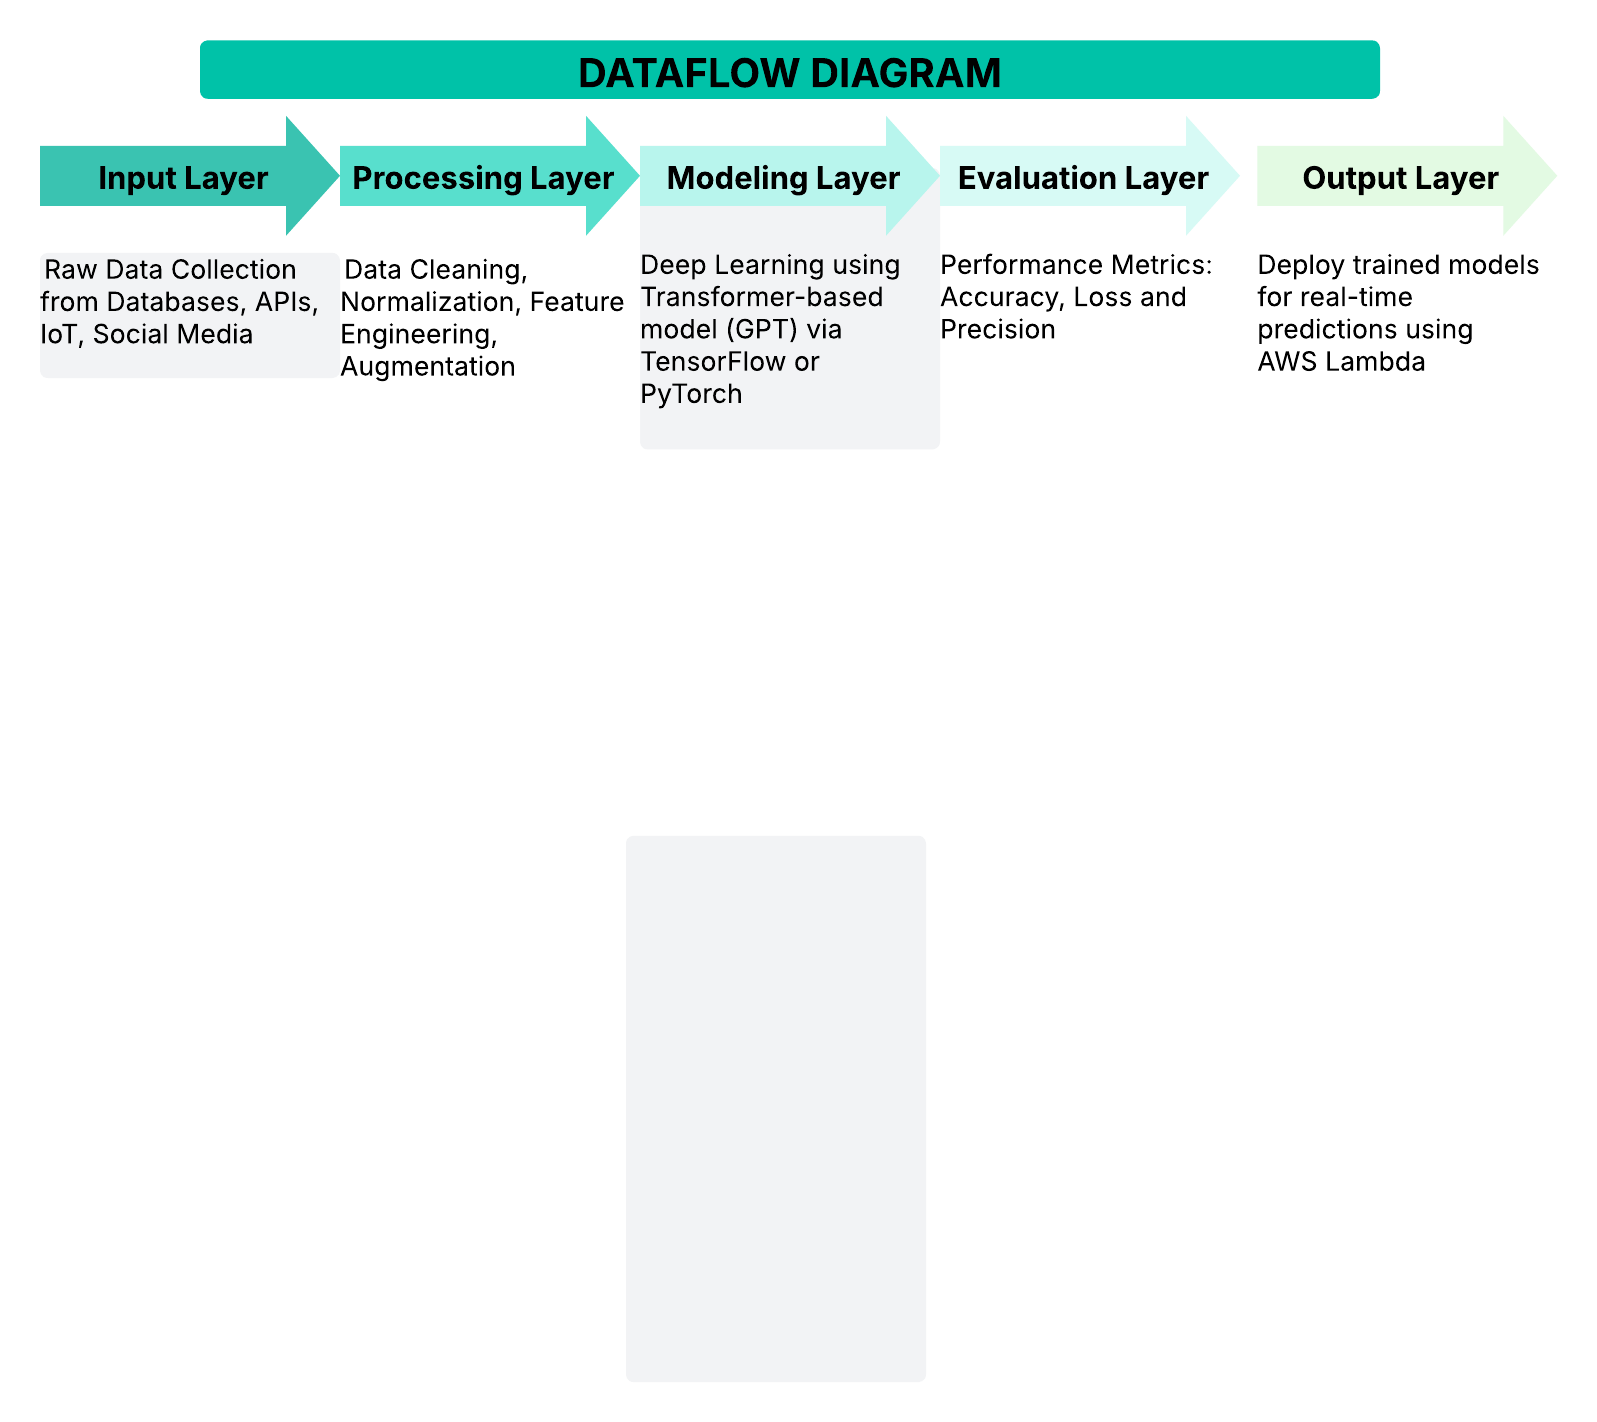 DATAFLOW DIAGRAM
Input Layer
Processing Layer
Modeling Layer
Evaluation Layer
Output Layer
Raw Data Collection
from Databases, APIs,
IoT, Social Media
Data Cleaning,
Normalization, Feature
Engineering,
Augmentation
Deep Learning using
Transformer-based
model (GPT) via
TensorFlow or
PyTorch
Performance Metrics:
Accuracy, Loss and
Precision
Deploy trained models
for real-time
predictions using
AWS Lambda